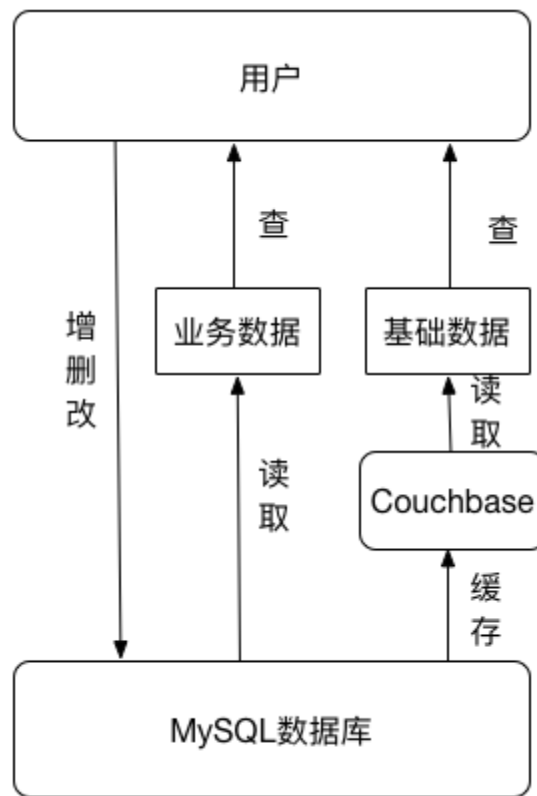 用户
查
查
增
删
改
业务数据
基础数据
读
取
读
取
Couchbase
缓
存
MySQL数据库